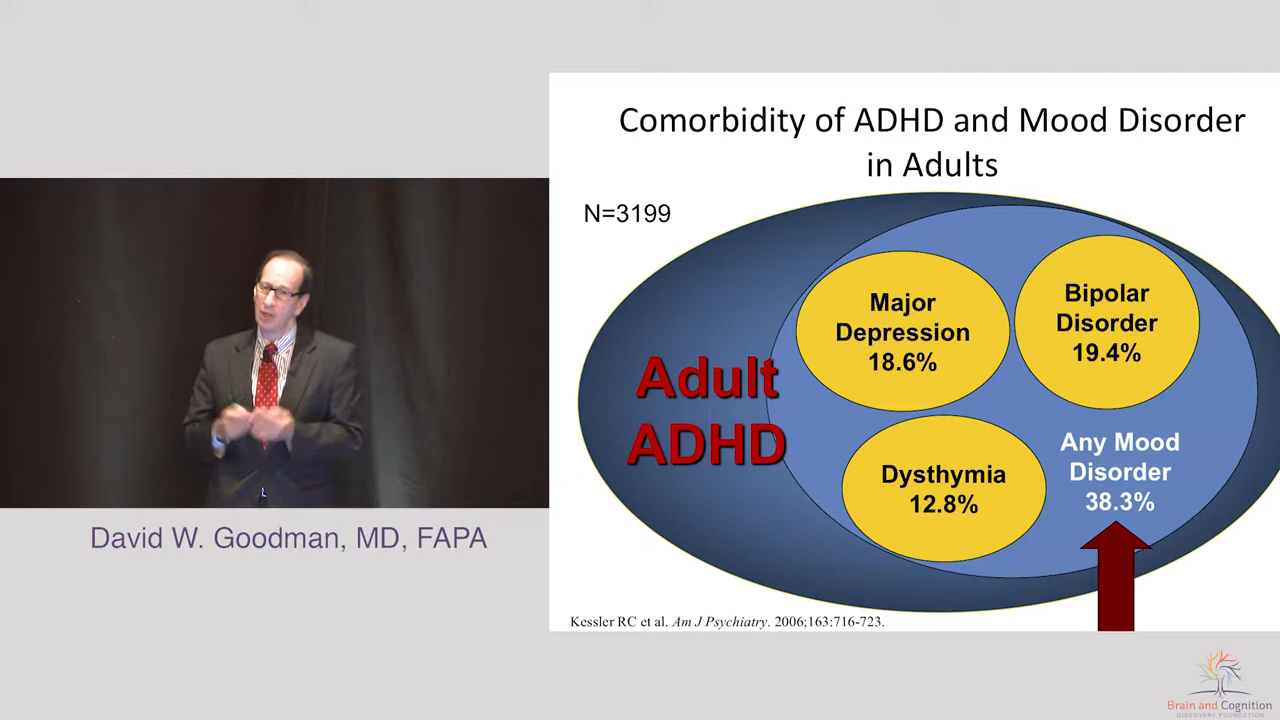 Comorbidity of ADHD and Mood Disorder
in Adults
N=3199
Major
Depression
18.6%
Bipolar
Disorder
19.4%
Adult
ADHD
Dysthymia
12.8%
Any Mood
Disorder
38.3%
Kessler RC et al. Am J Psychiatry. 2006;163:716-723.
David W. Goodman, MD, FAPA
Brain and Cognition
DISCOVERY FOUNDATION